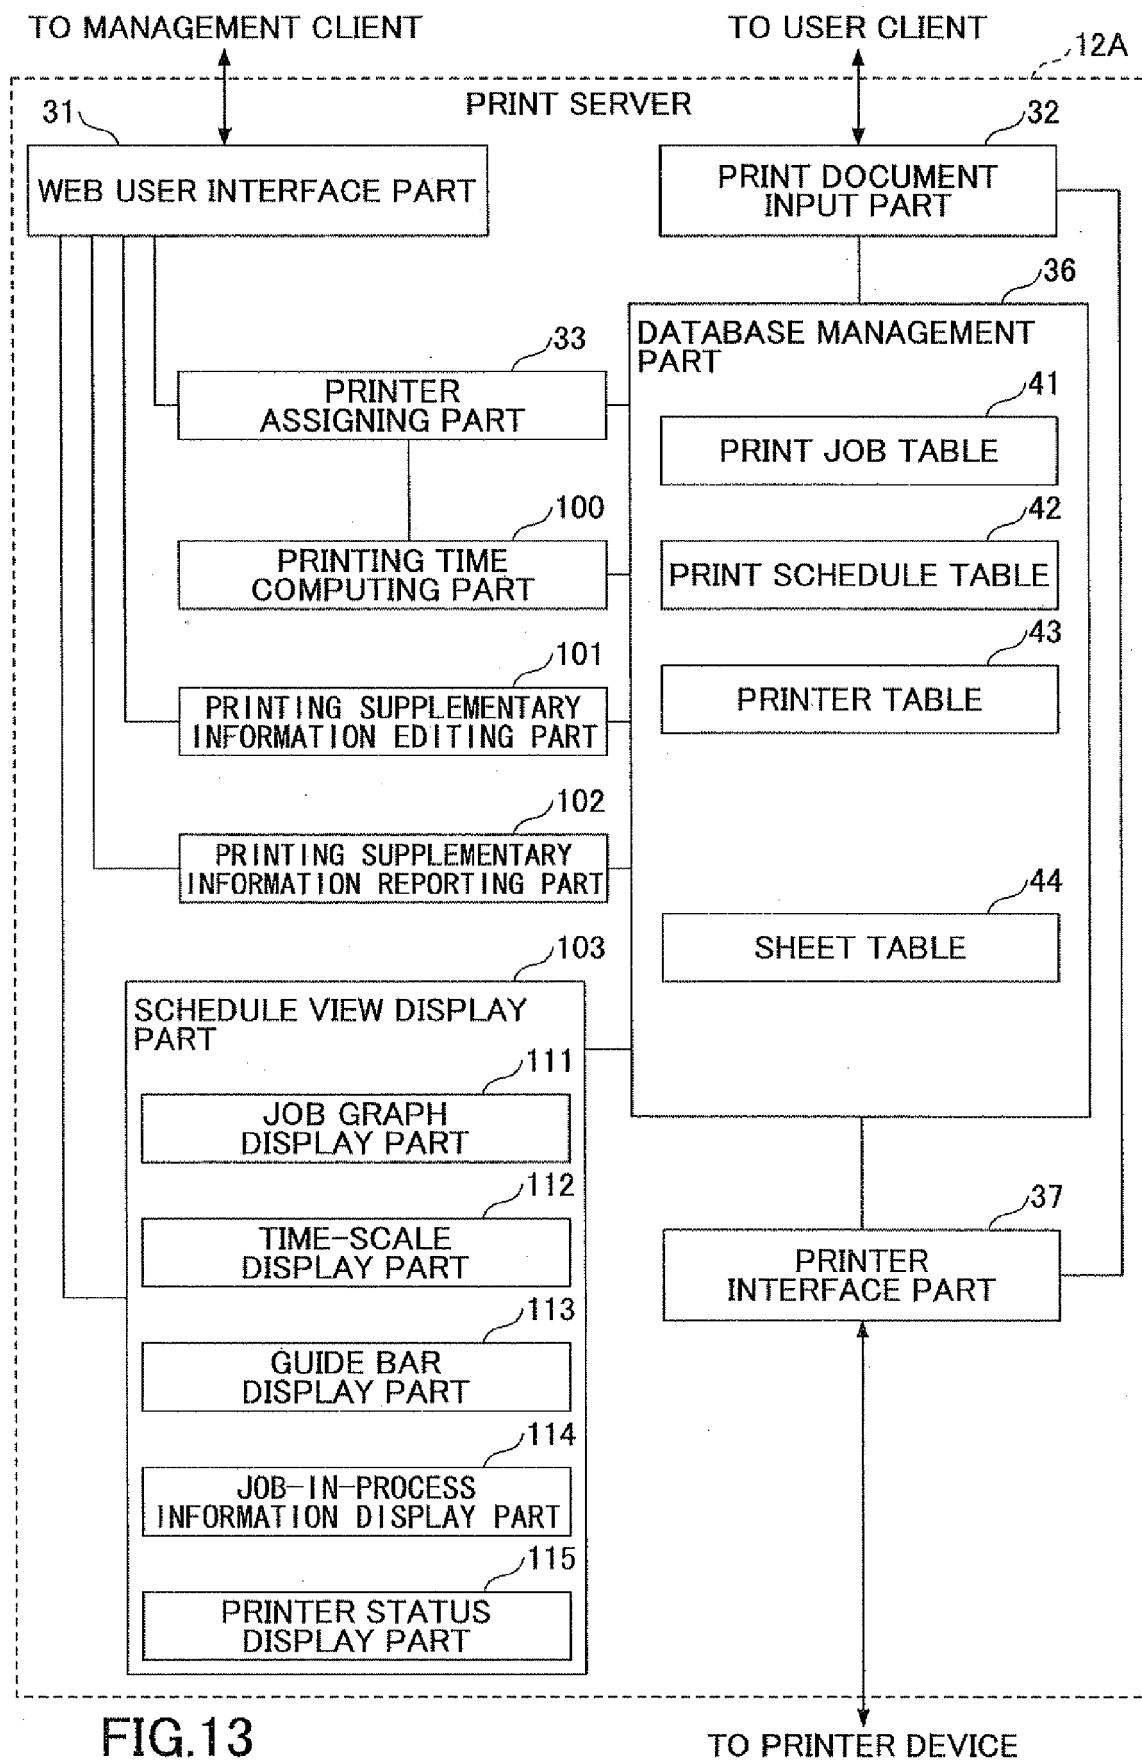 TO MANAGEMENT CLIENT
TO USER CLIENT
12A
PRINT SERVER
31
WEB USER INTERFACE PART
32
PRINT DOCUMENT
INPUT PART
36
DATABASE MANAGEMENT
PART
33
PRINTER
ASSIGNING PART
41
PRINT JOB TABLE
100
PRINTING TIME
COMPUTING PART
42
PRINT SCHEDULE TABLE
43
PRINTER TABLE
101
PRINTING SUPPLEMENTARY
INFORMATION EDITING PART
102
PRINTING SUPPLEMENTARY
INFORMATION REPORTING PART
44
SHEET TABLE
103
SCHEDULE VIEW DISPLAY
PART
111
JOB GRAPH
DISPLAY PART
112
TIME-SCALE
DISPLAY PART
113
GUIDE BAR
DISPLAY PART
114
JOB-IN-PROCESS
INFORMATION DISPLAY PART
115
PRINTER STATUS
DISPLAY PART
37
PRINTER
INTERFACE PART
TO PRINTER DEVICE
FIG.13